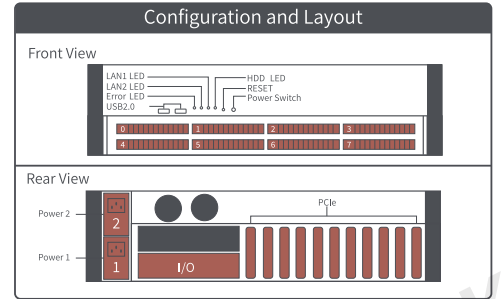 Configuration and Layout
Front View
LAN1 LED
LAN2 LED
Error LED
USB2.0
HDD LED
RESET
Power Switch
0 1 2 3
4 5 6 7
Rear View
Power 2
2
PCIe
Power 1
1
I/O